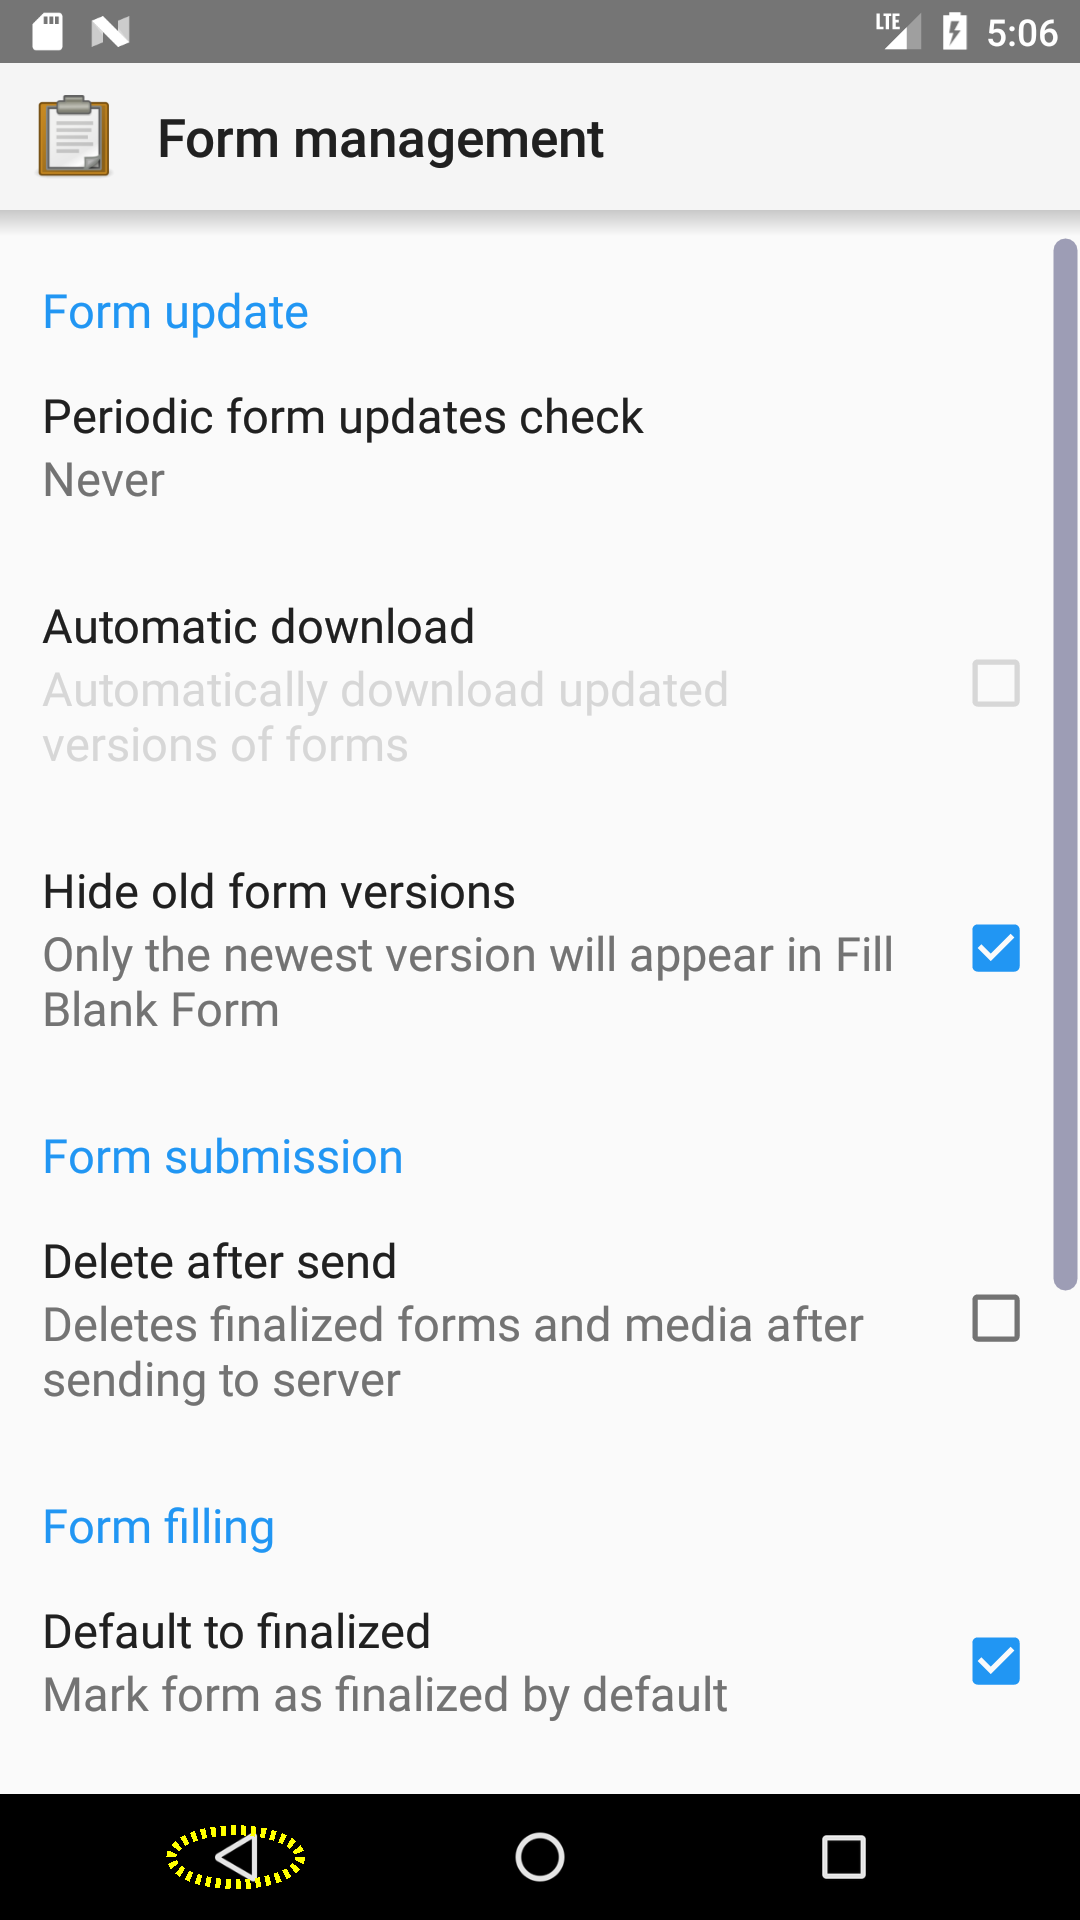 LTE 5:06
Form management
Form update
Periodic form updates check
Never
Automatic download
Automatically download updated
versions of forms
Hide old form versions
Only the newest version will appear in Fill
Blank Form
Form submission
Delete after send
Deletes finalized forms and media after
sending to server
Form filling
Default to finalized
Mark form as finalized by default